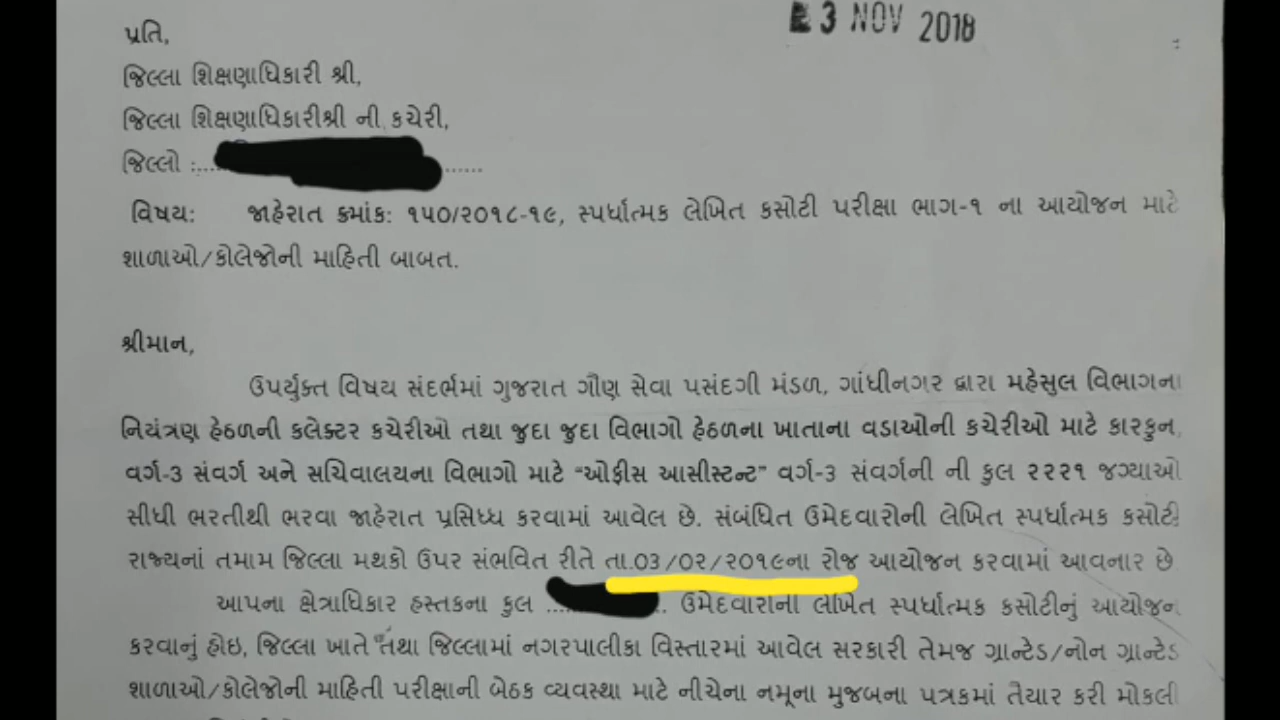 3 NOV 2018
પ્રતિ,
જિલ્લા શિક્ષણાધિકારી શ્રી,
જિલ્લા શિક્ષણાધિકારીશ્રી ની કચેરી,
જિલ્લો :..... ......
વિષય: જાહેરાત ક્રમાંક: ૧૫૦/૨૦૧૮-૧૯, સ્પર્ધાત્મક લેખિત કસોટી પરીક્ષા ભાગ-૧ ના આયોજન માટે
શાળાઓ/કોલેજોની માહિતી બાબત.
શ્રીમાન,
ઉપર્યુક્ત વિષય સંદર્ભમાં ગુજરાત ગૌણ સેવા પસંદગી મંડળ, ગાંધીનગર દ્વારા મહેસુલ વિભાગના
નિયંત્રણ હેઠળની કલેક્ટર કચેરીઓ તથા જુદા જુદા વિભાગો હેઠળના ખાતાના વડાઓની કચેરીઓ માટે કારકુન,
વર્ગ-૩ સંવર્ગ અને સચિવાલયના વિભાગો માટે “ઓફીસ આસીસ્ટન્ટ” વર્ગ-૩ સંવર્ગની ની કુલ ૨૨૨૧ જગ્યાઓ
સીધી ભરતીથી ભરવા જાહેરાત પ્રસિધ્ધ કરવામાં આવેલ છે. સંબંધિત ઉમેદવારોની લેખિત સ્પર્ધાત્મક કસોટી
રાજ્યનાં તમામ જિલ્લા મથકો ઉપર સંભવિત રીતે તા.૦૩/૦૨/૨૦૧૯ના રોજ આયોજન કરવામાં આવનાર છે
આપના ક્ષેત્રાધિકાર હસ્તકના કુલ ... . ઉમેદવારોની લેખિત સ્પર્ધાત્મક કસોટીનું આયોજન
કરવાનું હોઇ, જિલ્લા ખાતે તથા જિલ્લામાં નગરપાલીકા વિસ્તારમાં આવેલ સરકારી તેમજ ગ્રાન્ટેડ/નોન ગ્રાન્ટેડ
શાળાઓ/કોલેજોની માહિતી પરીક્ષાની બેઠક વ્યવસ્થા માટે નીચેના નમૂના મુજબના પત્રકમાં તૈયાર કરી મોકલી